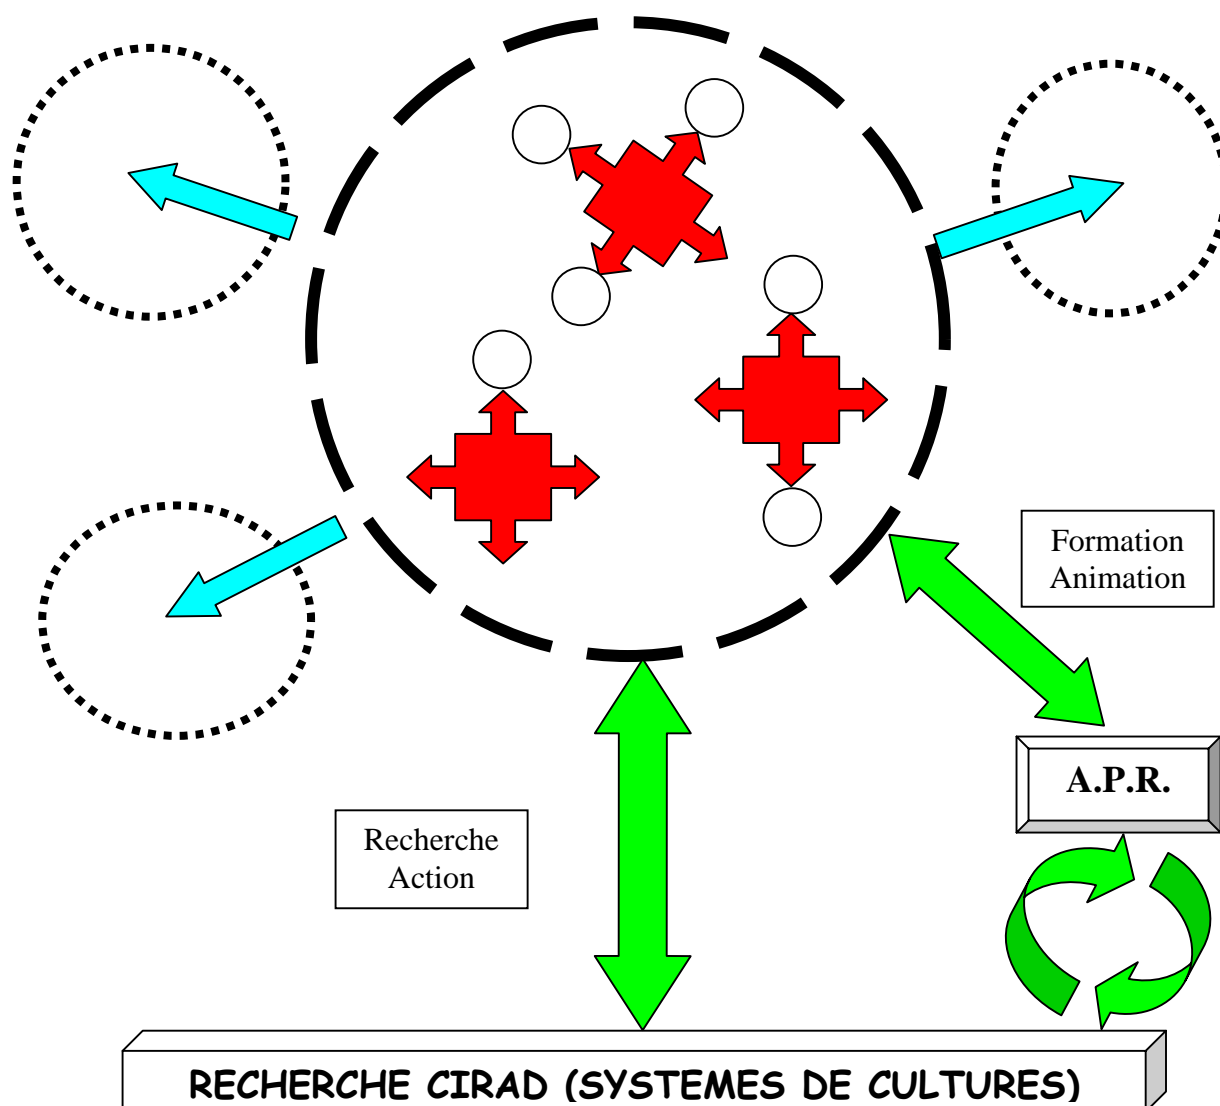 Formation
Animation
A.P.R.
Recherche
Action
RECHERCHE CIRAD (SYSTEMES DE CULTURES)